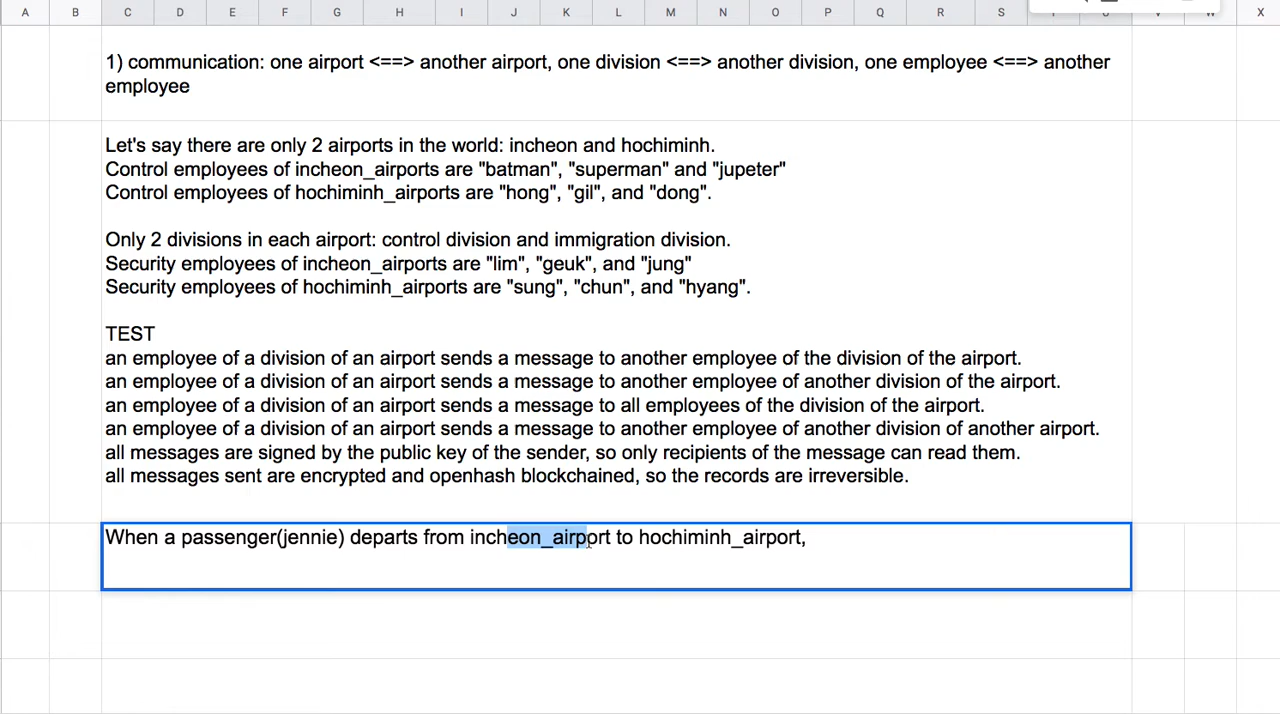 A B C D E F G H I J K L M N O P Q R S X
1) communication: one airport <==> another airport, one division <==> another division, one employee <==> another
employee
Let's say there are only 2 airports in the world: incheon and hochiminh.
Control employees of incheon_airports are "batman", "superman" and "jupeter"
Control employees of hochiminh_airports are "hong", "gil", and "dong".
Only 2 divisions in each airport: control division and immigration division.
Security employees of incheon_airports are "lim", "geuk", and "jung"
Security employees of hochiminh_airports are "sung", "chun", and "hyang".
TEST
an employee of a division of an airport sends a message to another employee of the division of the airport.
an employee of a division of an airport sends a message to another employee of another division of the airport.
an employee of a division of an airport sends a message to all employees of the division of the airport.
an employee of a division of an airport sends a message to another employee of another division of another airport.
all messages are signed by the public key of the sender, so only recipients of the message can read them.
all messages sent are encrypted and openhash blockchained, so the records are irreversible.
When a passenger(jennie) departs from incheon_airport to hochiminh_airport,